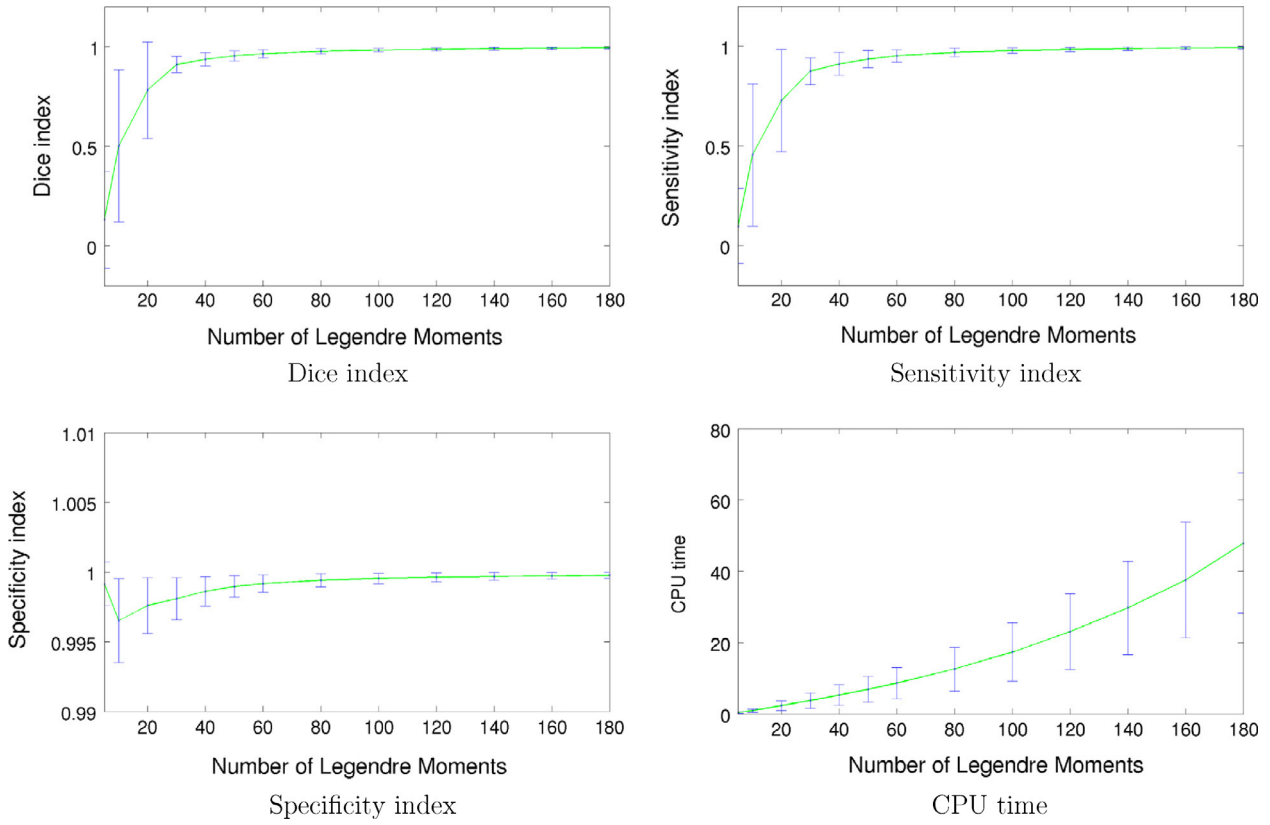 1
0.5
0
Dice index
20 40 60 80 100 120 140 160 180
Number of Legendre Moments
Dice index
1
0.5
0
Sensitivity index
20 40 60 80 100 120 140 160 180
Number of Legendre Moments
Sensitivity index
1.01
1.005
1
0.995
0.99
Specificity index
20 40 60 80 100 120 140 160 180
Number of Legendre Moments
Specificity index
80
60
40
20
0
CPU time
20 40 60 80 100 120 140 160 180
Number of Legendre Moments
CPU time